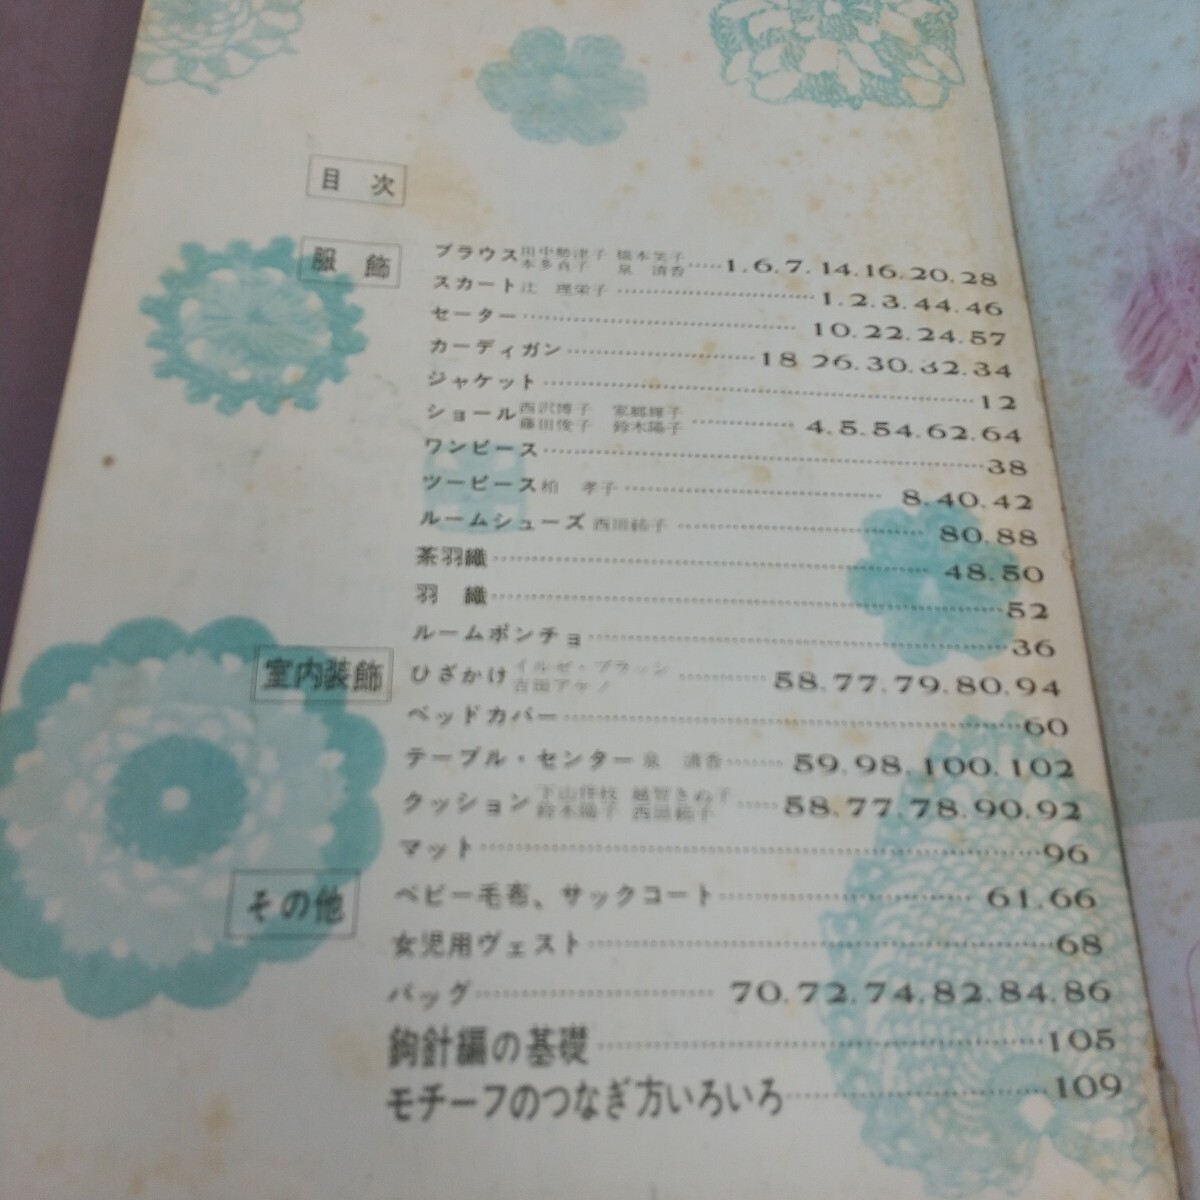 目次
服飾
ブラウス 田中勢津子 橋本笑子 本多貞子 泉 清香 ‥‥‥1.6.7.14.16.20.28
スカート 辻 理栄子 ‥‥‥1.2.3.44.46
セーター‥‥‥10.22.24.57
カーディガン‥‥‥18 26.30.32.34
ジャケット‥‥‥12
ショール 西沢博子 家郷輝子 藤田俊子 鈴木陽子 ‥‥‥4.5.54.62.64
ワンピース‥‥‥38
ツーピース 柏 孝子 ‥‥‥8.40.42
ルームシューズ 西田 ‥‥‥80.88
茶羽織‥‥‥48.50
羽織‥‥‥52
ルームポンチョ‥‥‥36
室内装飾
ひざかけ イルゼ・ブラッシ 吉田アケノ ‥‥‥58.77.79.80.94
ベッドカバー‥‥‥60
テーブル・センター 泉 清香‥‥‥59.98.100.102
クッション 下山 枝 越智きぬ子 鈴木陽子 西田 ‥‥‥58.77.78.90.92
マット‥‥‥96
その他
ベビー毛布、サックコート‥‥‥61.66
女児用ヴェスト‥‥‥68
バッグ‥‥‥70.72.74.82.84.86
鈎針編の基礎‥‥‥105
モチーフのつなぎ方いろいろ‥‥‥109